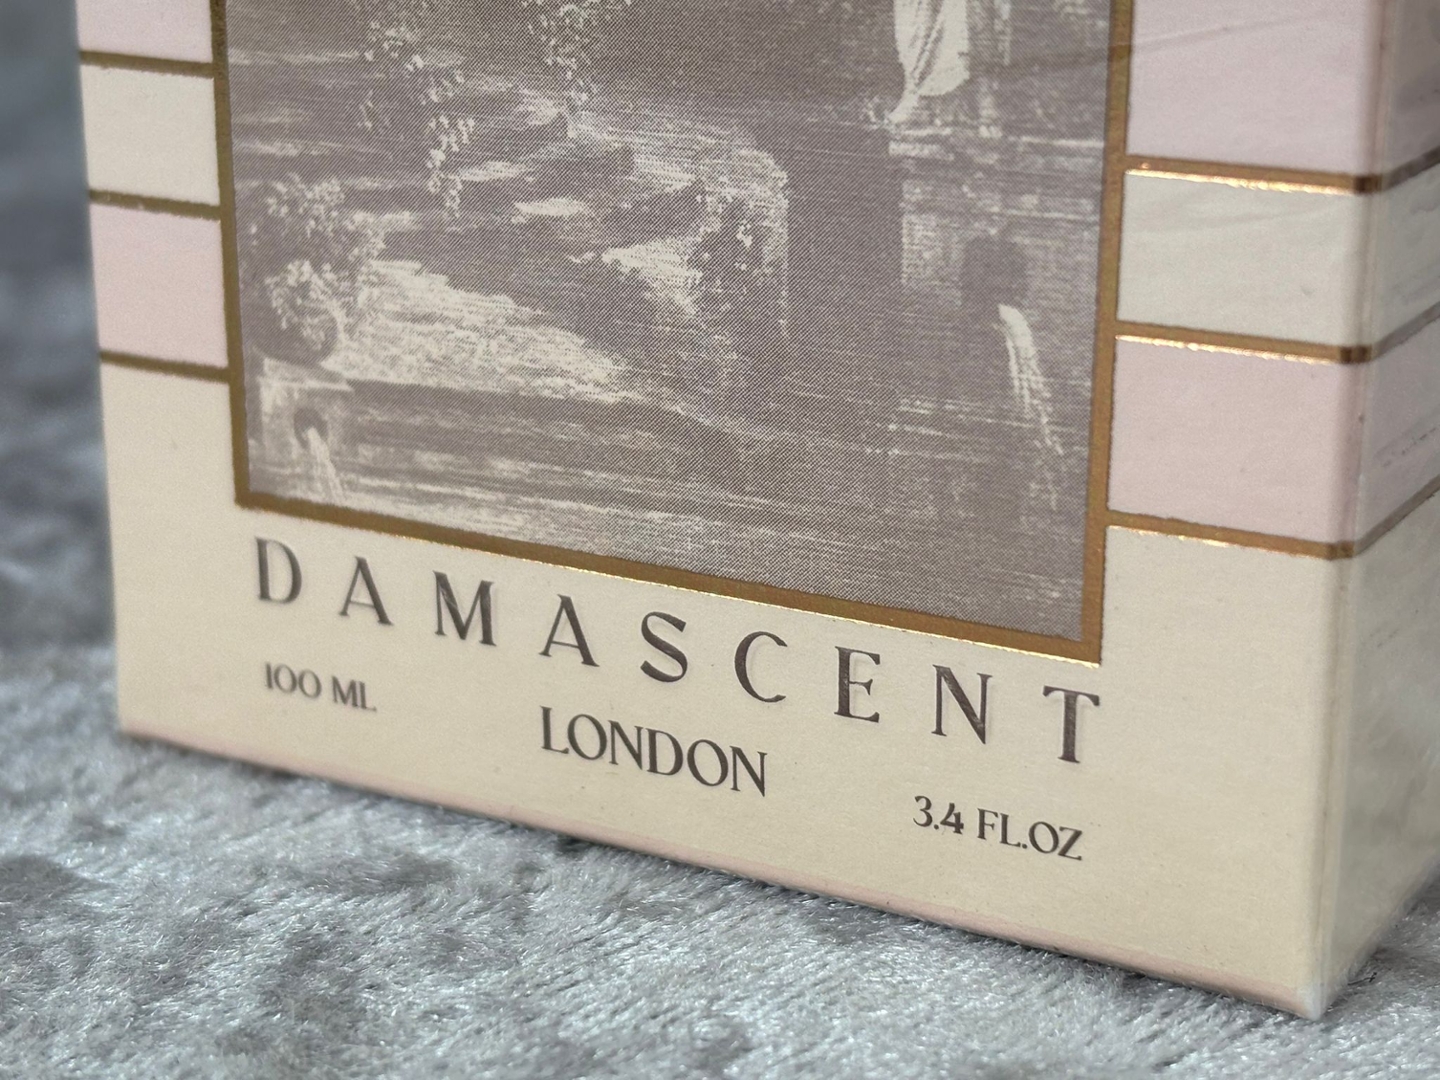 DAMASCENT
100 ML
LONDON
3.4 FL.OZ